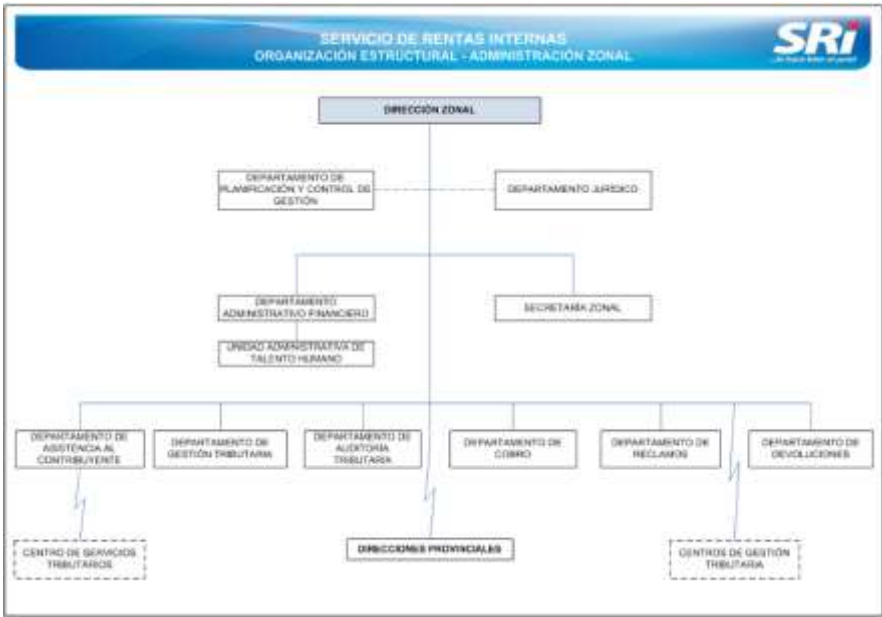 SERVICIO DE RENTAS INTERNAS
ORGANIZACIÓN ESTRUCTURAL - ADMINISTRACIÓN ZONAL
SRi
DIRECCIÓN ZONAL
DEPARTAMENTO DE
PLANIFICACIÓN Y CONTROL DE
GESTIÓN
DEPARTAMENTO JURÍDICO
DEPARTAMENTO
ADMINISTRATIVO FINANCIERO
SECRETARÍA ZONAL
UNIDAD ADMINISTRATIVA DE
TALENTO HUMANO
DEPARTAMENTO DE
ASISTENCIA AL
CONTRIBUYENTE
DEPARTAMENTO DE
GESTIÓN TRIBUTARIA
DEPARTAMENTO DE
AUDITORÍA
TRIBUTARIA
DEPARTAMENTO DE
COBRO
DEPARTAMENTO DE
RECLAMOS
DEPARTAMENTO DE
DEVOLUCIONES
CENTRO DE SERVICIOS
TRIBUTARIOS
DIRECCIONES PROVINCIALES
CENTROS DE GESTIÓN
TRIBUTARIA